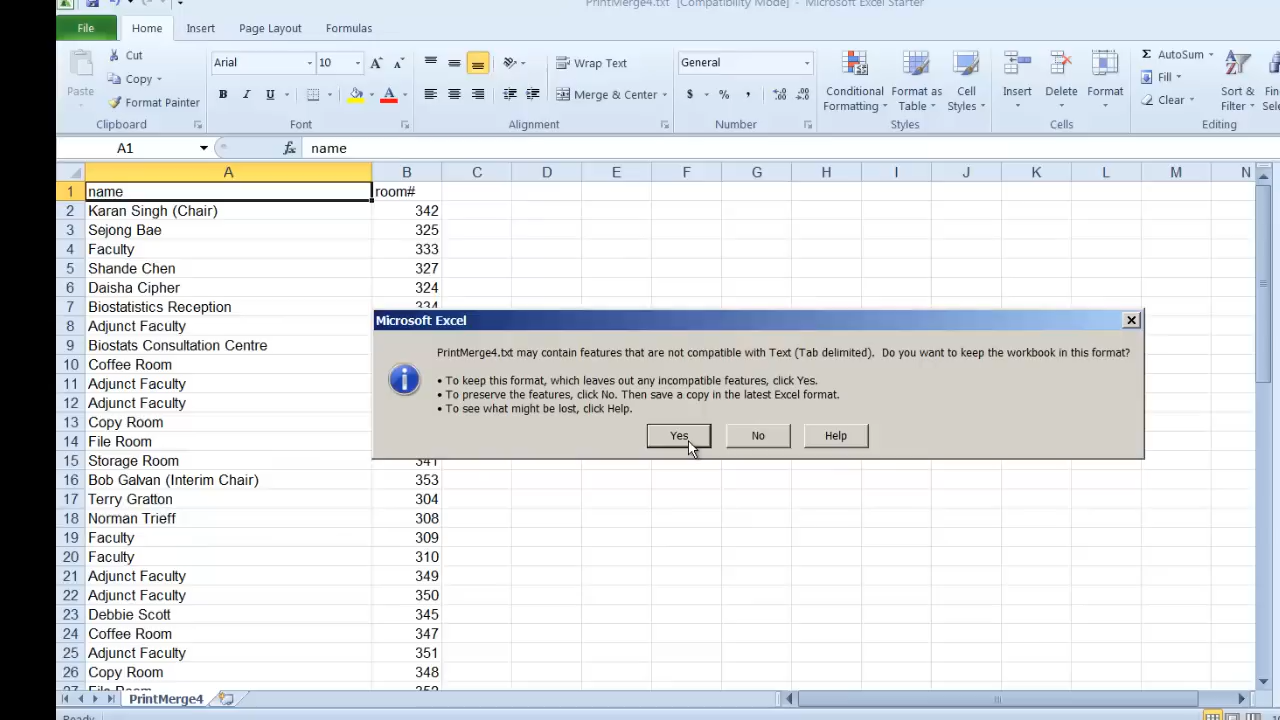 PrintMerge4.txt [Compatibility Mode] - Microsoft Excel Starter
File Home Insert Page Layout Formulas
Paste
Cut
Copy
Format Painter
Clipboard
Arial 10
B I U
Font
Wrap Text
Merge & Center
Alignment
General
$ % ,
Number
Conditional Formatting
Format as Table
Cell Styles
Styles
Insert Delete Format
Cells
AutoSum
Fill
Clear
Sort & Filter
Editing
A1 fx name
A B C D E F G H I J K L M N
1 name room#
2 Karan Singh (Chair) 342
3 Sejong Bae 325
4 Faculty 333
5 Shande Chen 327
6 Daisha Cipher 324
7 Biostatistics Reception 334
8 Adjunct Faculty
9 Biostats Consultation Centre
10 Coffee Room
11 Adjunct Faculty
12 Adjunct Faculty
13 Copy Room
14 File Room
15 Storage Room 341
16 Bob Galvan (Interim Chair) 353
17 Terry Gratton 304
18 Norman Trieff 308
19 Faculty 309
20 Faculty 310
21 Adjunct Faculty 349
22 Adjunct Faculty 350
23 Debbie Scott 345
24 Coffee Room 347
25 Adjunct Faculty 351
26 Copy Room 348
27 File Room 352
Microsoft Excel
PrintMerge4.txt may contain features that are not compatible with Text (Tab delimited). Do you want to keep the workbook in this format?
• To keep this format, which leaves out any incompatible features, click Yes.
• To preserve the features, click No. Then save a copy in the latest Excel format.
• To see what might be lost, click Help.
Yes No Help
PrintMerge4
Ready